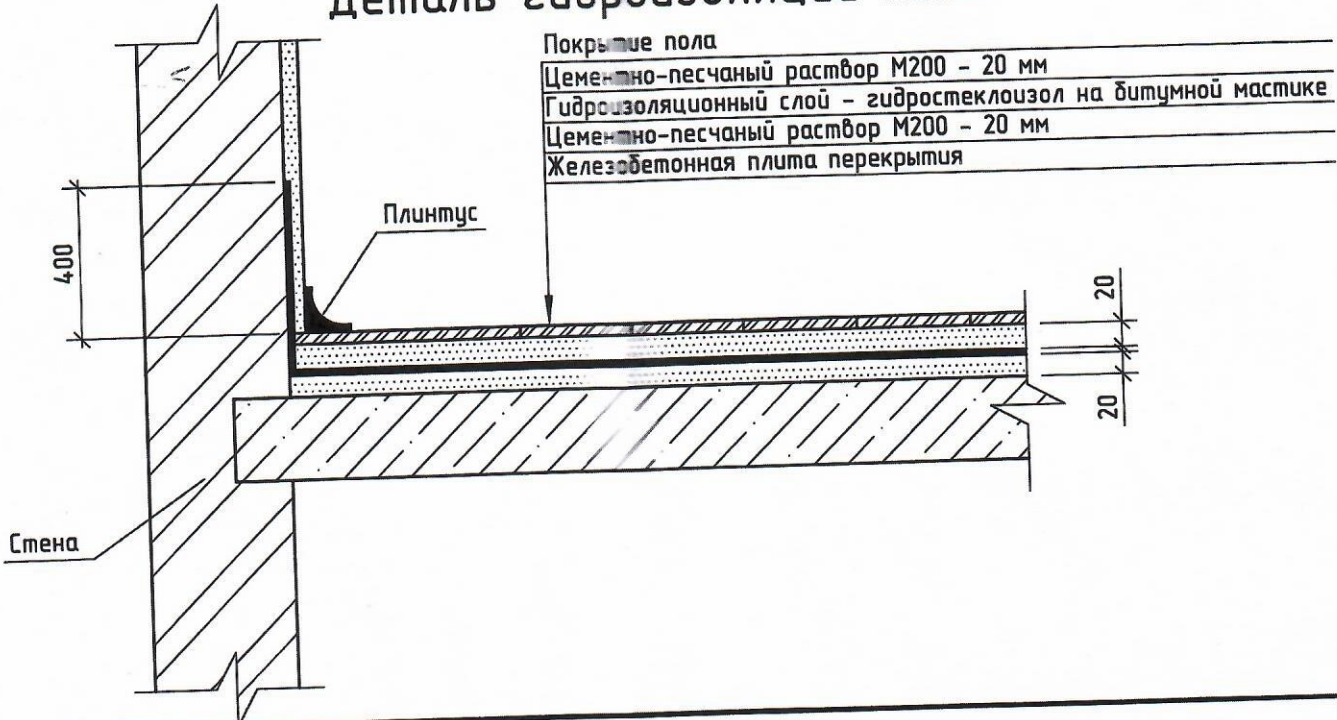 Деталь гидроизоляции
Покрытие пола
Цементно-песчаный раствор М200 - 20 мм
Гидроизоляционный слой - гидростеклоизол на битумной мастике
Цементно-песчаный раствор М200 - 20 мм
Железобетонная плита перекрытия
Плинтус
400
20
20
Стена